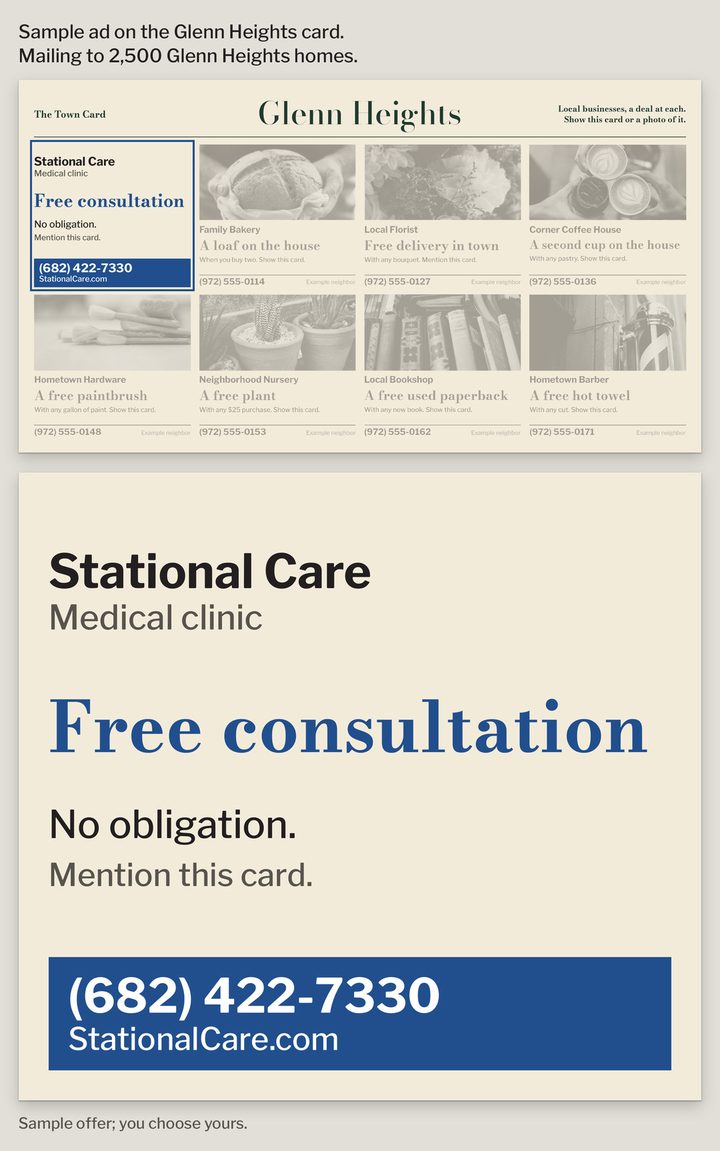 Sample ad on the Glenn Heights card.
Mailing to 2,500 Glenn Heights homes.
The Town Card
Glenn Heights
Local businesses, a deal at each.
Show this card or a photo of it.
Stational Care
Medical clinic
Free consultation
No obligation.
Mention this card.
(682) 422-7330
StationalCare.com
Family Bakery
A loaf on the house
When you buy two. Show this card.
(972) 555-0114
Example neighbor
Local Florist
Free delivery in town
With any bouquet. Mention this card.
(972) 555-0127
Example neighbor
Corner Coffee House
A second cup on the house
With any pastry. Show this card.
(972) 555-0136
Example neighbor
Hometown Hardware
A free paintbrush
With any gallon of paint. Show this card.
(972) 555-0148
Example neighbor
Neighborhood Nursery
A free plant
With any $25 purchase. Show this card.
(972) 555-0153
Example neighbor
Local Bookshop
A free used paperback
With any new book. Show this card.
(972) 555-0162
Example neighbor
Hometown Barber
A free hot towel
With any cut. Show this card.
(972) 555-0171
Example neighbor
Stational Care
Medical clinic
Free consultation
No obligation.
Mention this card.
(682) 422-7330
StationalCare.com
Sample offer; you choose yours.